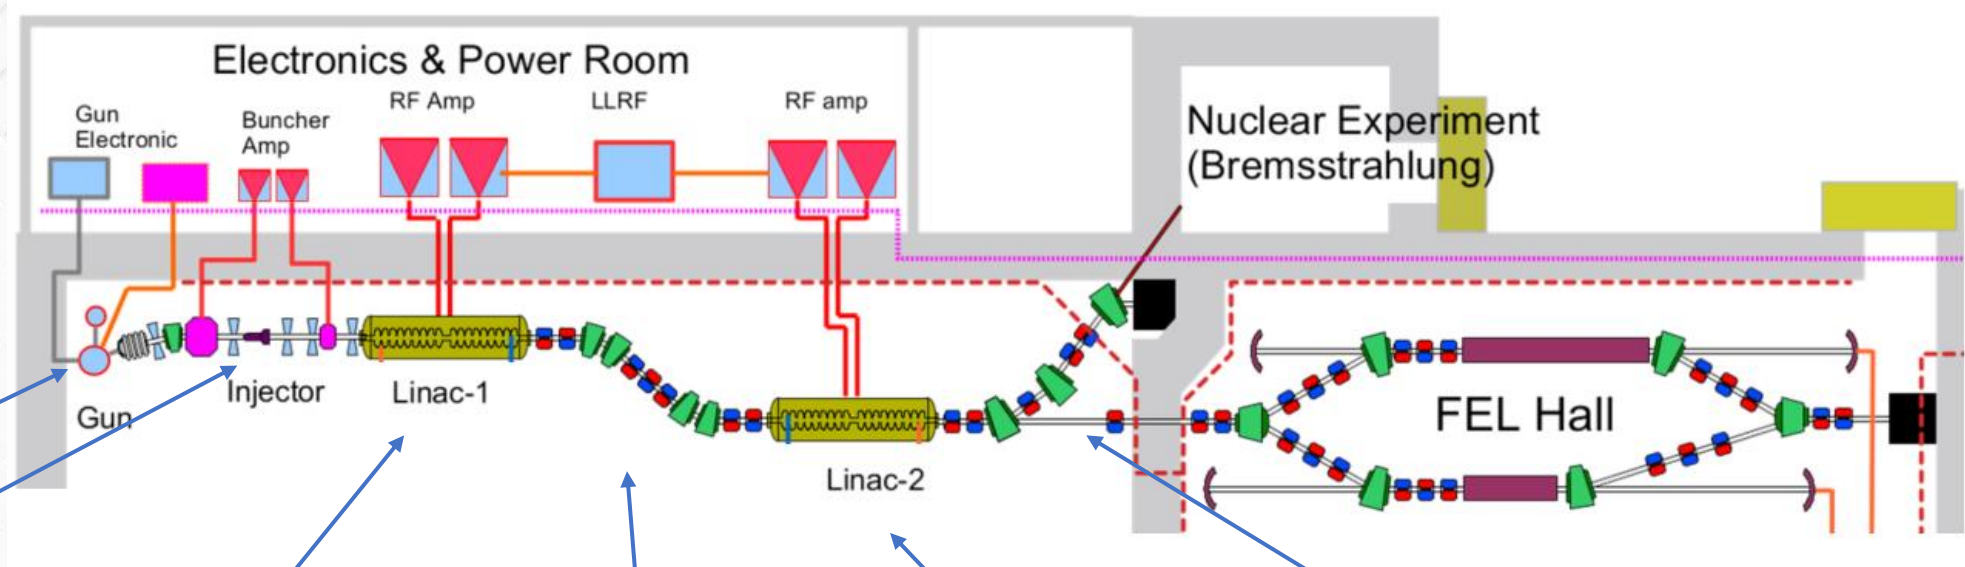 Electronics & Power Room
Gun
Electronic
Buncher
Amp
RF Amp
LLRF
RF amp
Nuclear Experiment
(Bremsstrahlung)
Gun
Injector
Linac-1
Linac-2
FEL Hall